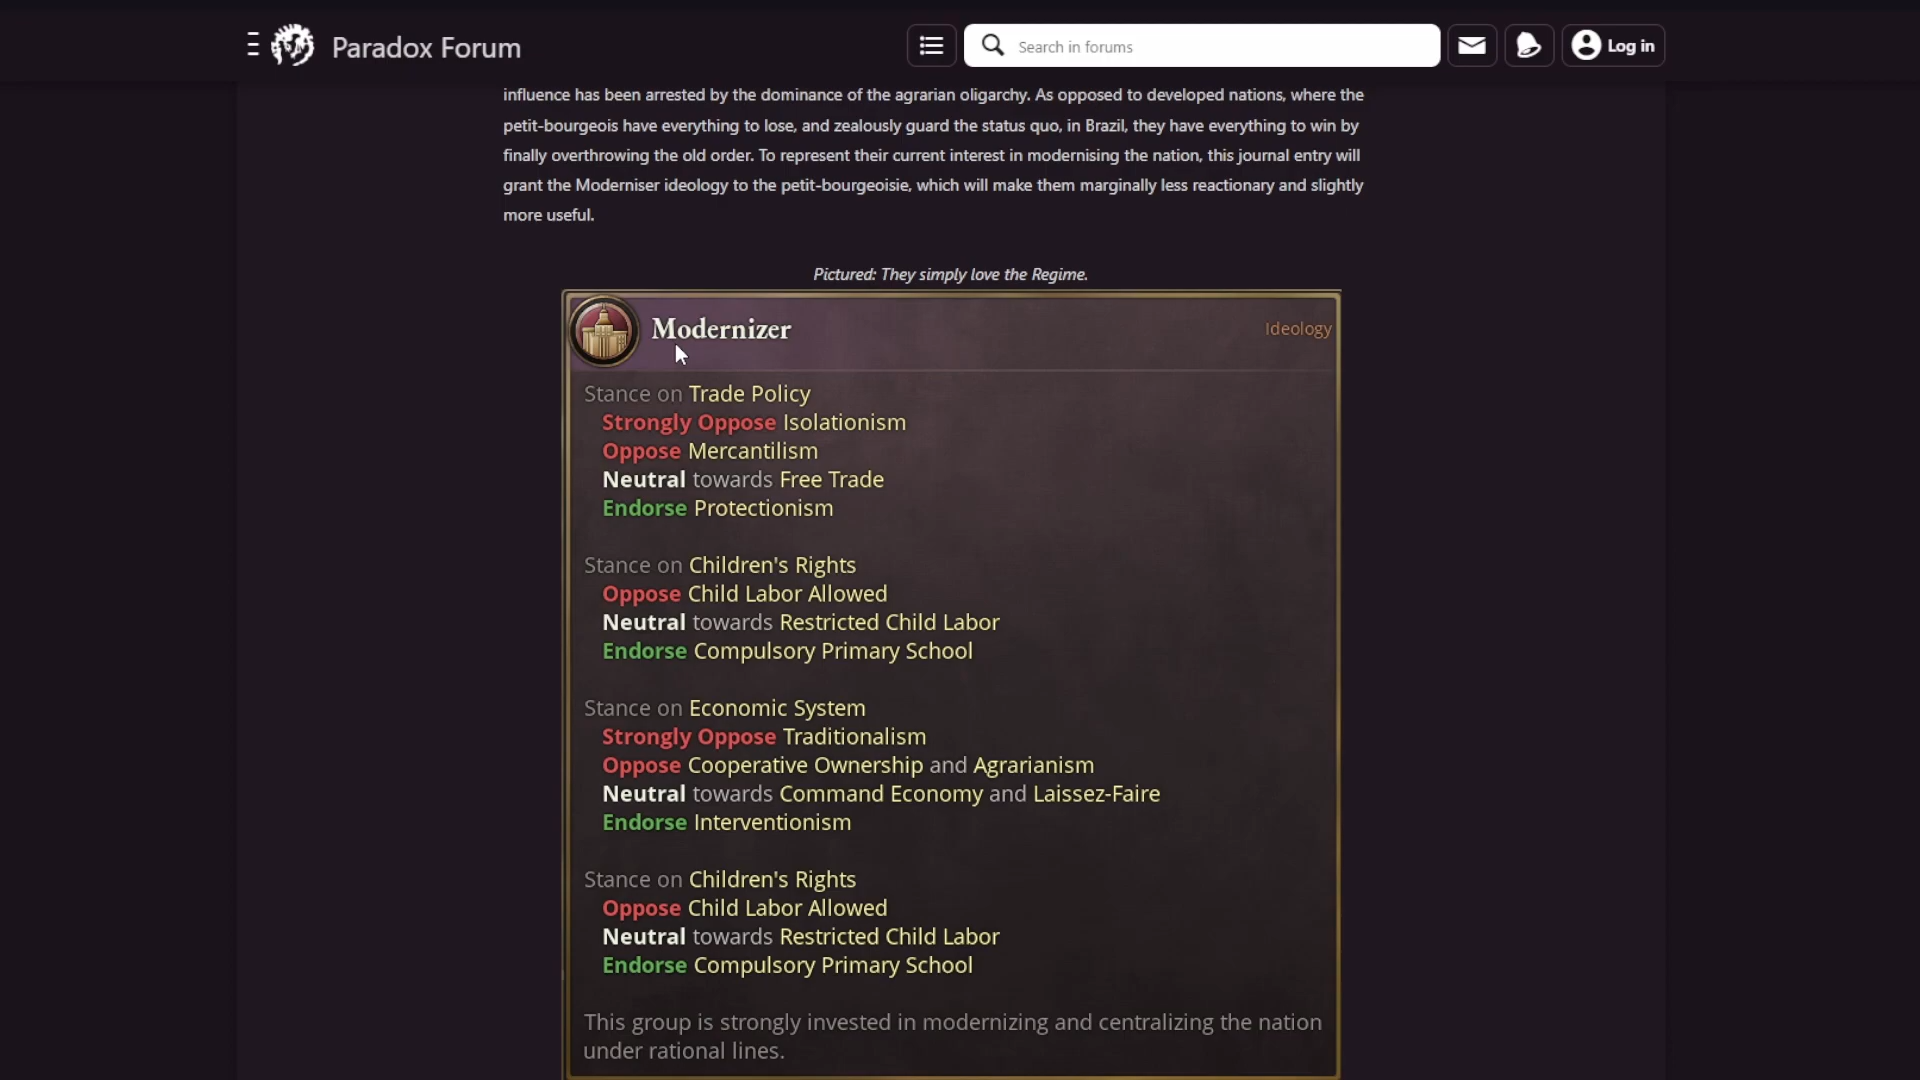 Paradox Forum
Search in forums
Log in
influence has been arrested by the dominance of the agrarian oligarchy. As opposed to developed nations, where the
petit-bourgeois have everything to lose, and zealously guard the status quo, in Brazil, they have everything to win by
finally overthrowing the old order. To represent their current interest in modernising the nation, this journal entry will
grant the Moderniser ideology to the petit-bourgeoisie, which will make them marginally less reactionary and slightly
more useful.
Pictured: They simply love the Regime.
Modernizer
Ideology
Stance on Trade Policy
Strongly Oppose Isolationism
Oppose Mercantilism
Neutral towards Free Trade
Endorse Protectionism
Stance on Children's Rights
Oppose Child Labor Allowed
Neutral towards Restricted Child Labor
Endorse Compulsory Primary School
Stance on Economic System
Strongly Oppose Traditionalism
Oppose Cooperative Ownership and Agrarianism
Neutral towards Command Economy and Laissez-Faire
Endorse Interventionism
Stance on Children's Rights
Oppose Child Labor Allowed
Neutral towards Restricted Child Labor
Endorse Compulsory Primary School
This group is strongly invested in modernizing and centralizing the nation
under rational lines.